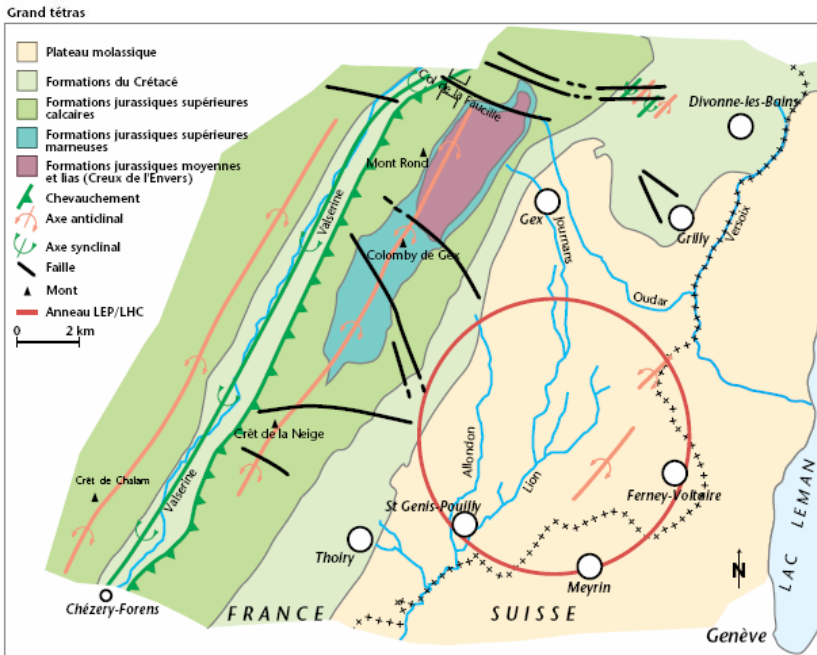 Grand tétras
Plateau molassique
Formations du Crétacé
Formations jurassiques supérieures
calcaires
Formations jurassiques supérieures
marneuses
Formations jurassiques moyennes
et lias (Creux de l'Envers)
Chevauchement
Axe anticlinal
Axe synclinal
Faille
Mont
Anneau LEP/LHC
0 2 km
Col de la Faucille
Divonne-les-Bains
Mont Rond
Valserine
Gex
Journans
Grilly
Versoix
Colomby de Gex
Oudar
Crêt de la Neige
Allondon
Crêt de Chalam
Valserine
Lion
Ferney-Voltaire
St Genis-Pouilly
Thoiry
LAC LEMAN
Meyrin
N
Chézery-Forens
FRANCE
SUISSE
Genève